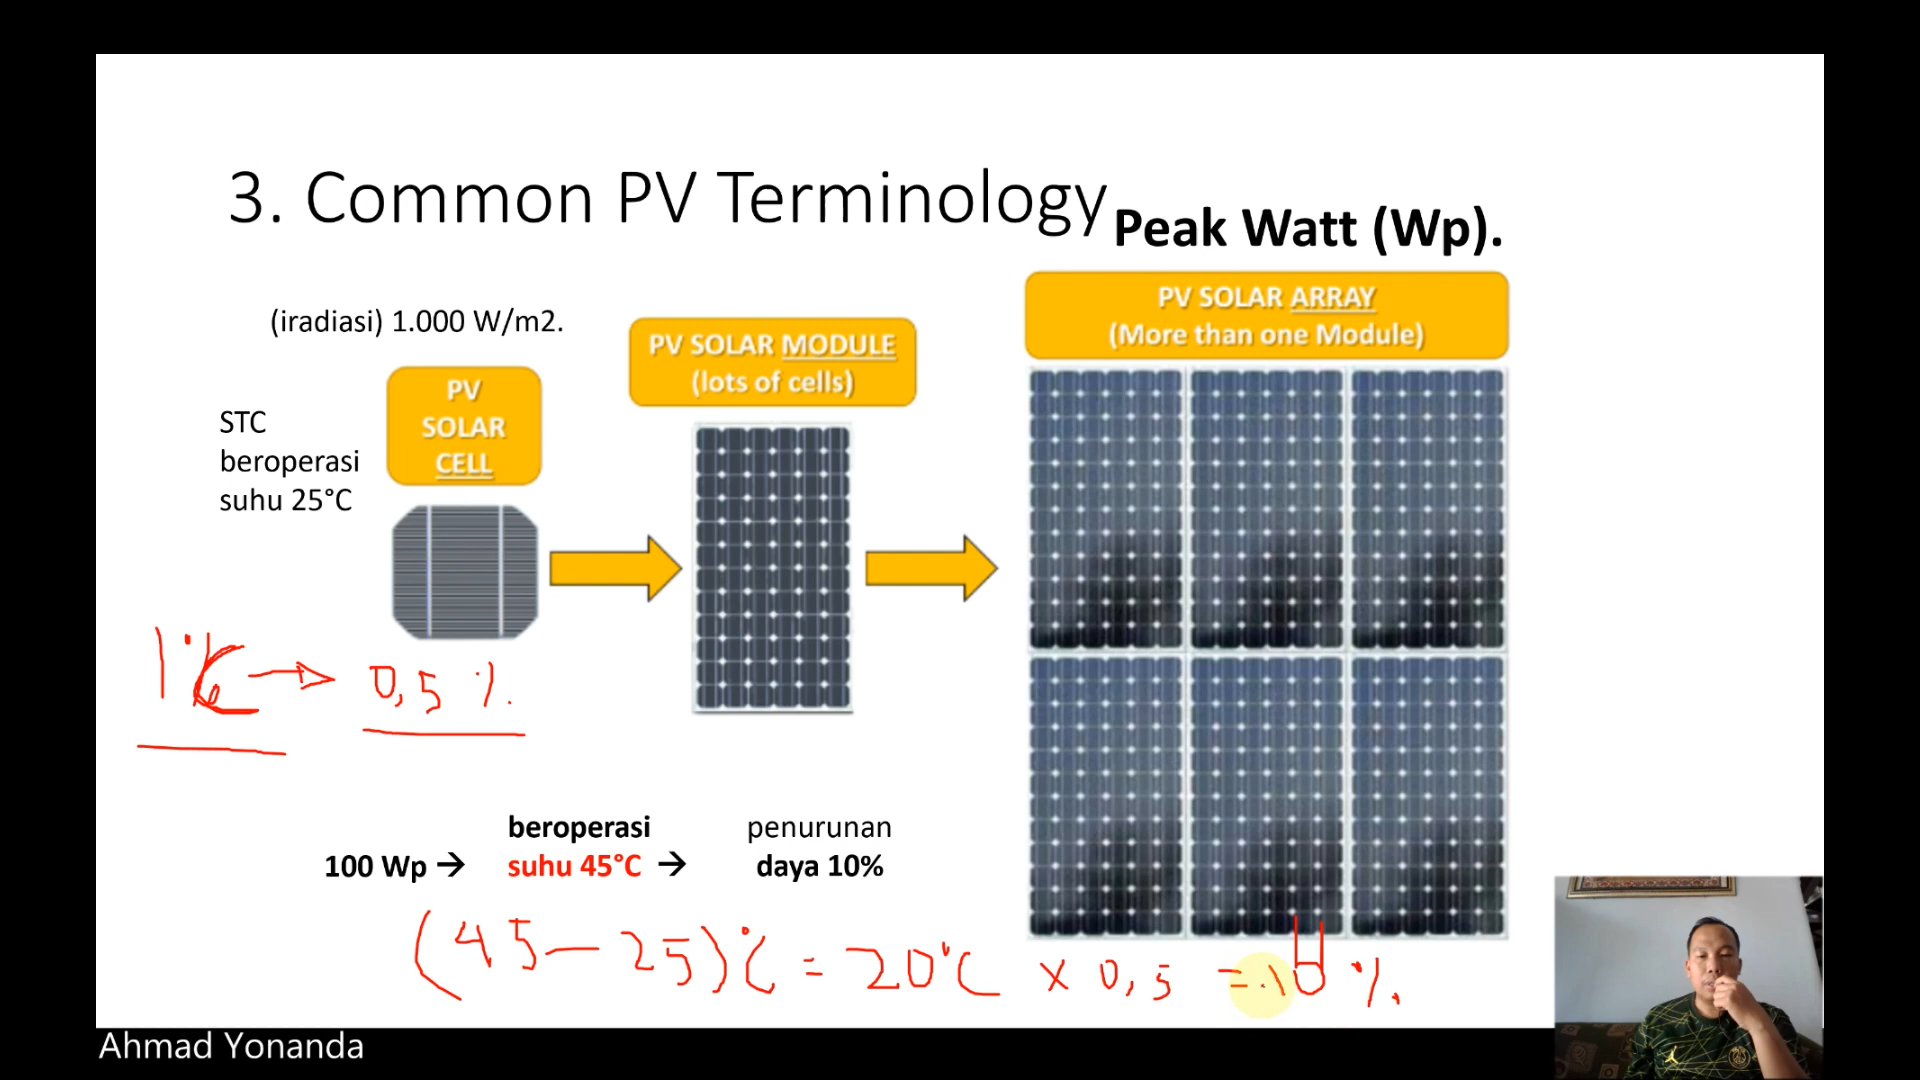 3. Common PV Terminology
Peak Watt (Wp).
(iradiasi) 1.000 W/m2.
STC
beroperasi
suhu 25°C
PV
SOLAR
CELL
PV SOLAR MODULE
(lots of cells)
PV SOLAR ARRAY
(More than one Module)
1°C → 0,5 %.
beroperasi
penurunan
100 Wp → suhu 45°C → daya 10%
(45 – 25)°C = 20°C x 0,5 = 10 %.
Ahmad Yonanda